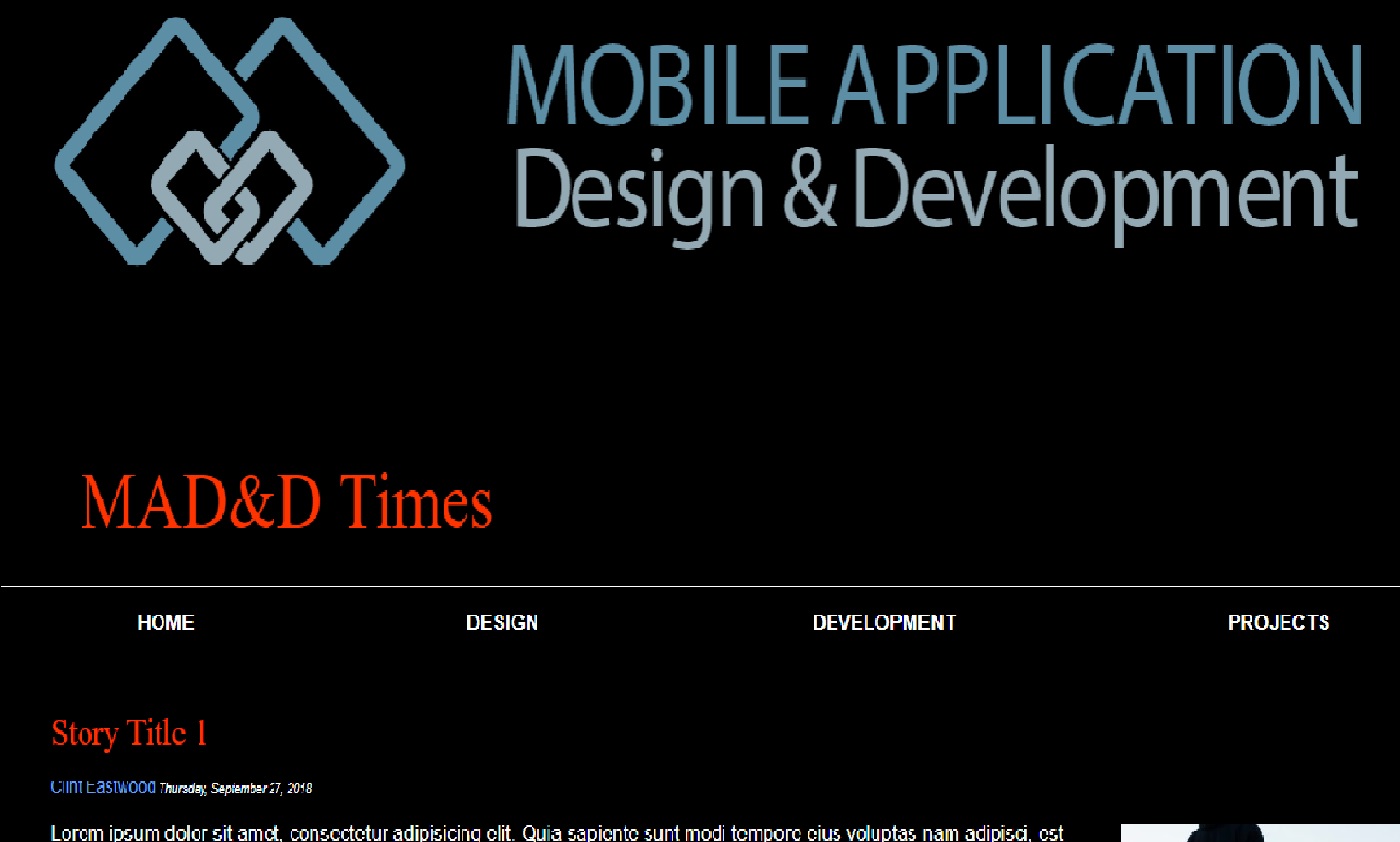 MOBILE APPLICATION
Design & Development
MAD&D Times
HOME DESIGN DEVELOPMENT PROJECTS
Story Title 1
Clint Eastwood Thursday, September 27, 2018
Lorem ipsum dolor sit amet, consectetur adipisicing elit. Quia sapiente sunt modi tempore eius voluptas nam adipisci, est